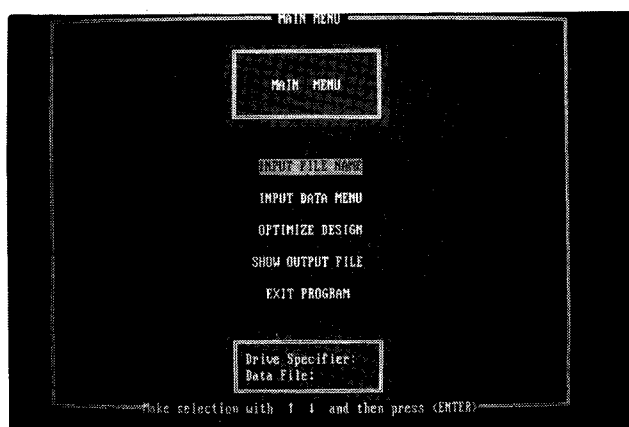 MAIN MENU
MAIN MENU
INPUT FILE NAME
INPUT DATA MENU
OPTIMIZE DESIGN
SHOW OUTPUT FILE
EXIT PROGRAM
Drive Specifier:
Data File:
Make selection with ↑ ↓ and then press <ENTER>